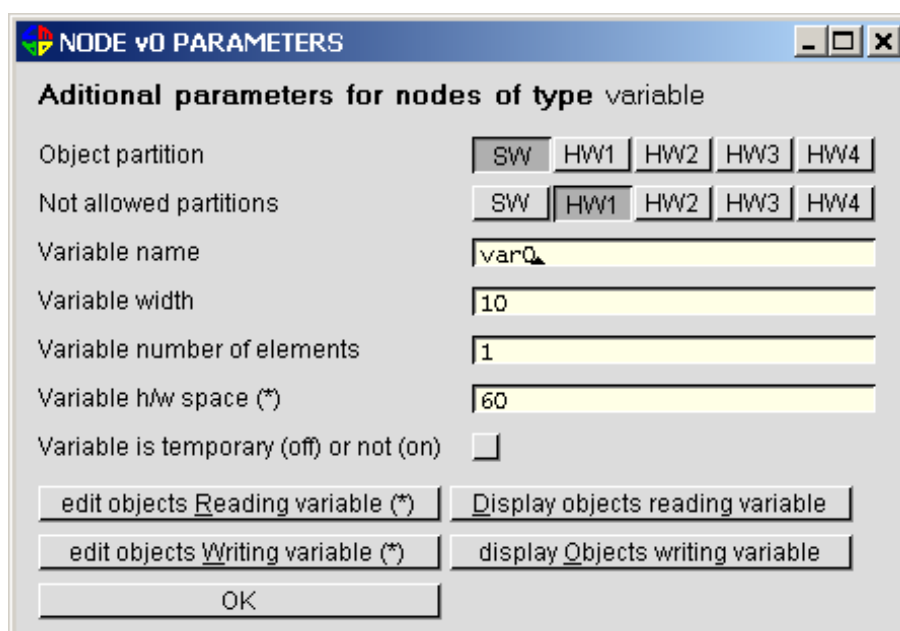 NODE v0 PARAMETERS
Aditional parameters for nodes of type variable
Object partition SW HW1 HW2 HW3 HW4
Not allowed partitions SW HW1 HW2 HW3 HW4
Variable name var0
Variable width 10
Variable number of elements 1
Variable h/w space (*) 60
Variable is temporary (off) or not (on)
edit objects Reading variable (*) Display objects reading variable
edit objects Writing variable (*) display Objects writing variable
OK